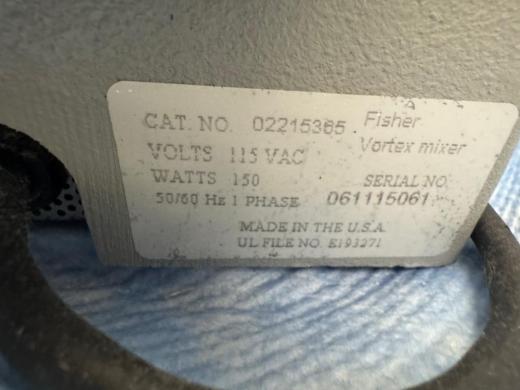 CAT. NO. 02215365 Fisher
VOLTS 115 VAC Vortex mixer
WATTS 150 SERIAL NO.
50/60 Hz 1 PHASE 061115061
MADE IN THE U.S.A.
UL FILE NO. E193271